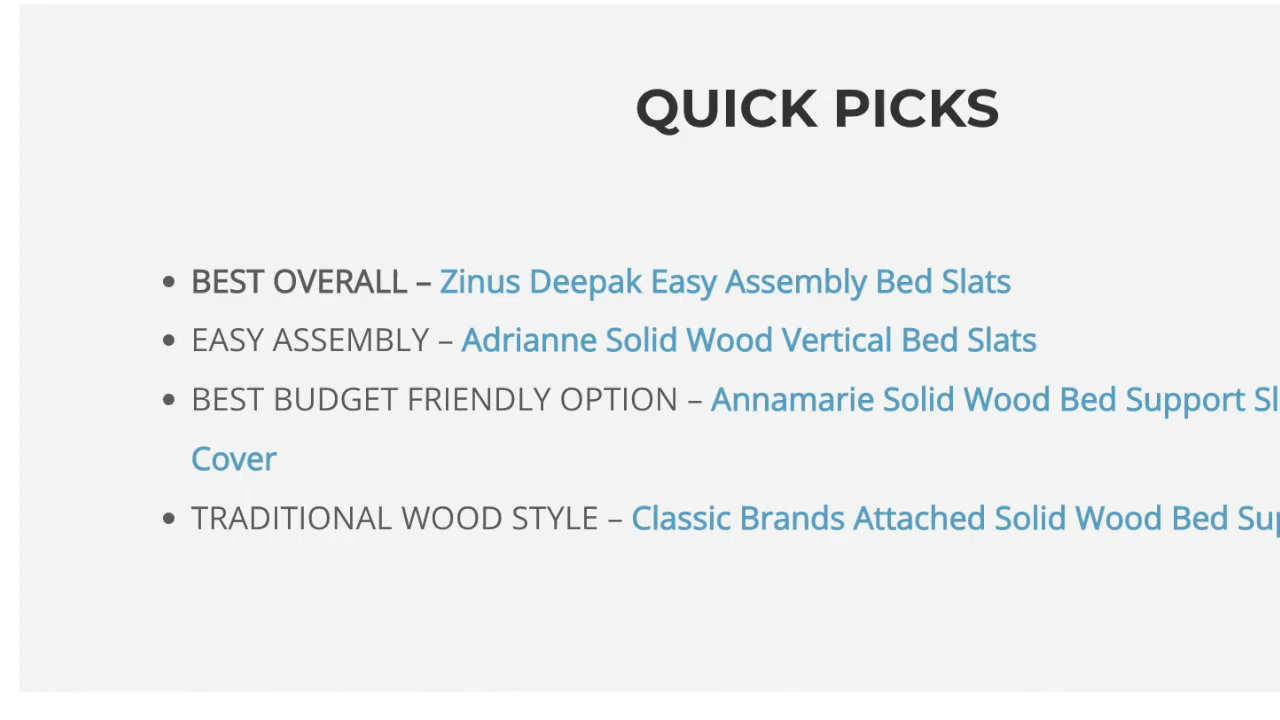 QUICK PICKS
• BEST OVERALL – Zinus Deepak Easy Assembly Bed Slats
• EASY ASSEMBLY – Adrianne Solid Wood Vertical Bed Slats
• BEST BUDGET FRIENDLY OPTION – Annamarie Solid Wood Bed Support
Cover
• TRADITIONAL WOOD STYLE – Classic Brands Attached Solid Wood Bed